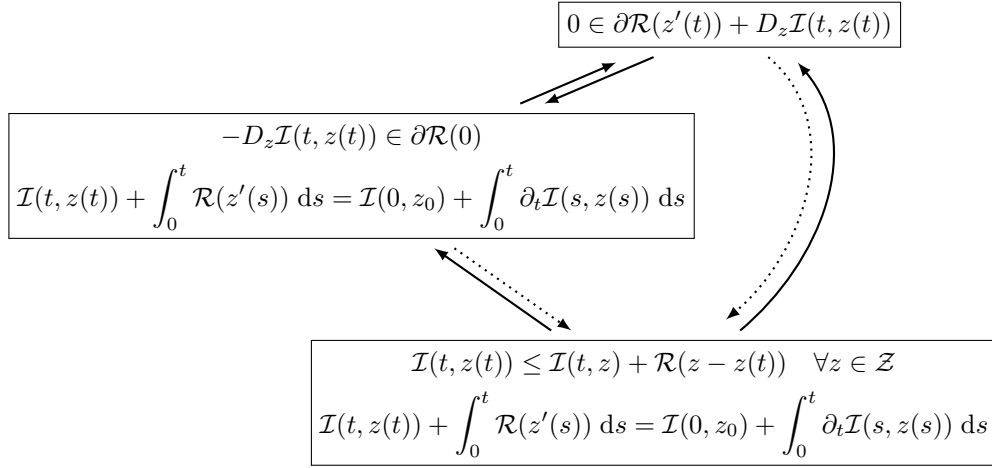 0 ∈ ∂ℛ(z′(t)) + D_zℐ(t, z(t))
−D_zℐ(t, z(t)) ∈ ∂ℛ(0)
ℐ(t, z(t)) + ∫_0^t ℛ(z′(s)) ds = ℐ(0, z_0) + ∫_0^t ∂_tℐ(s, z(s)) ds
ℐ(t, z(t)) ≤ ℐ(t, z) + ℛ(z − z(t)) ∀z ∈ 𝒵
ℐ(t, z(t)) + ∫_0^t ℛ(z′(s)) ds = ℐ(0, z_0) + ∫_0^t ∂_tℐ(s, z(s)) ds